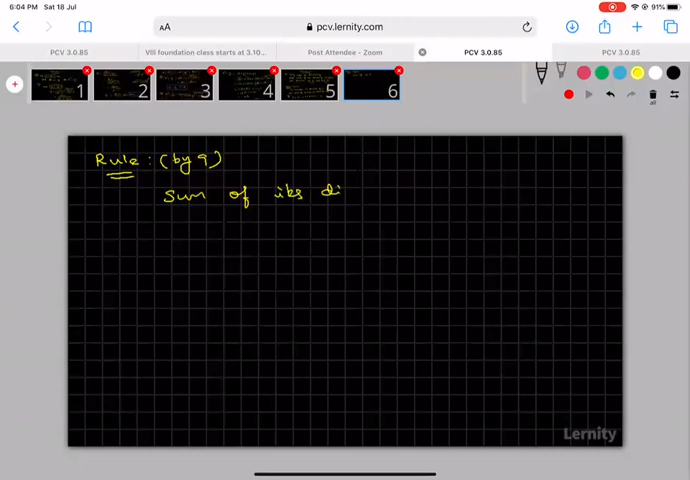 6:04 PM Sat 18 Jul
91%
AA
pcv.lernity.com
PCV 3.0.85
VIII foundation class starts at 3.10...
Post Attendee - Zoom
PCV 3.0.85
PCV 3.0.85
1
2
3
4
5
6
all
Rule : (by 9)
Sum of its di
Lernity